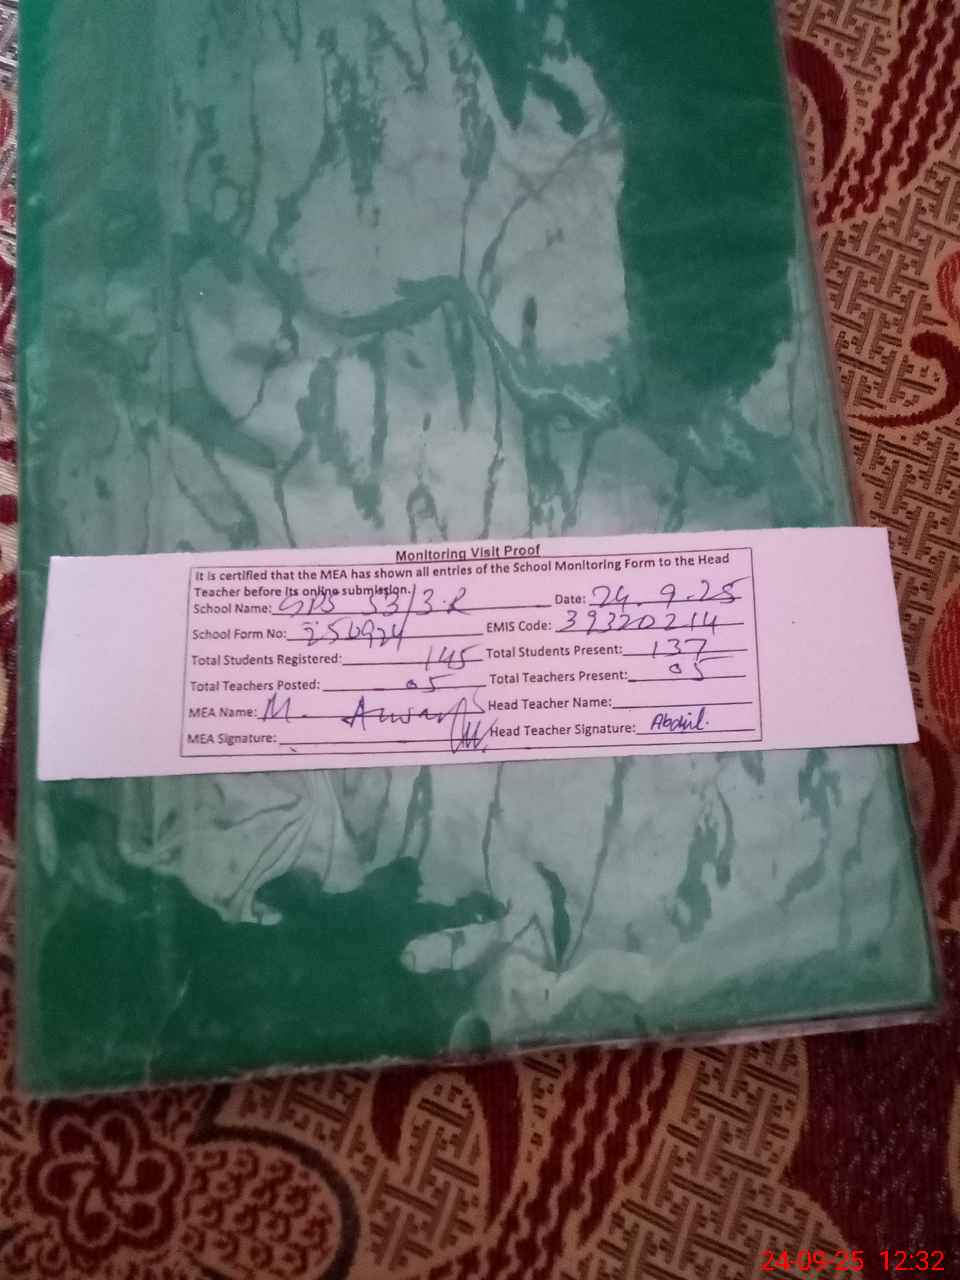 Monitoring Visit Proof
It is certified that the MEA has shown all entries of the School Monitoring Form to the Head
Teacher before its online submission.
School Name: GPS 53/3-R Date: 24.9.25
School Form No: EMIS Code: 39320214
Total Students Registered: 145 Total Students Present: 137
Total Teachers Posted: 05 Total Teachers Present: 05
MEA Name: M. Head Teacher Name:
MEA Signature: Head Teacher Signature: Abdul.
24-09-25 12:32